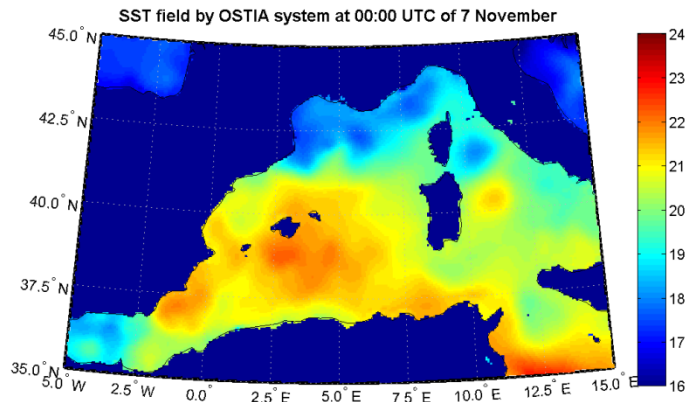 SST field by OSTIA system at 00:00 UTC of 7 November
45.0° N
42.5° N
40.0° N
37.5° N
35.0° N
5.0° W
2.5° W
0.0°
2.5° E
5.0° E
7.5° E
10.0° E
12.5° E
15.0° E
24
23
22
21
20
19
18
17
16